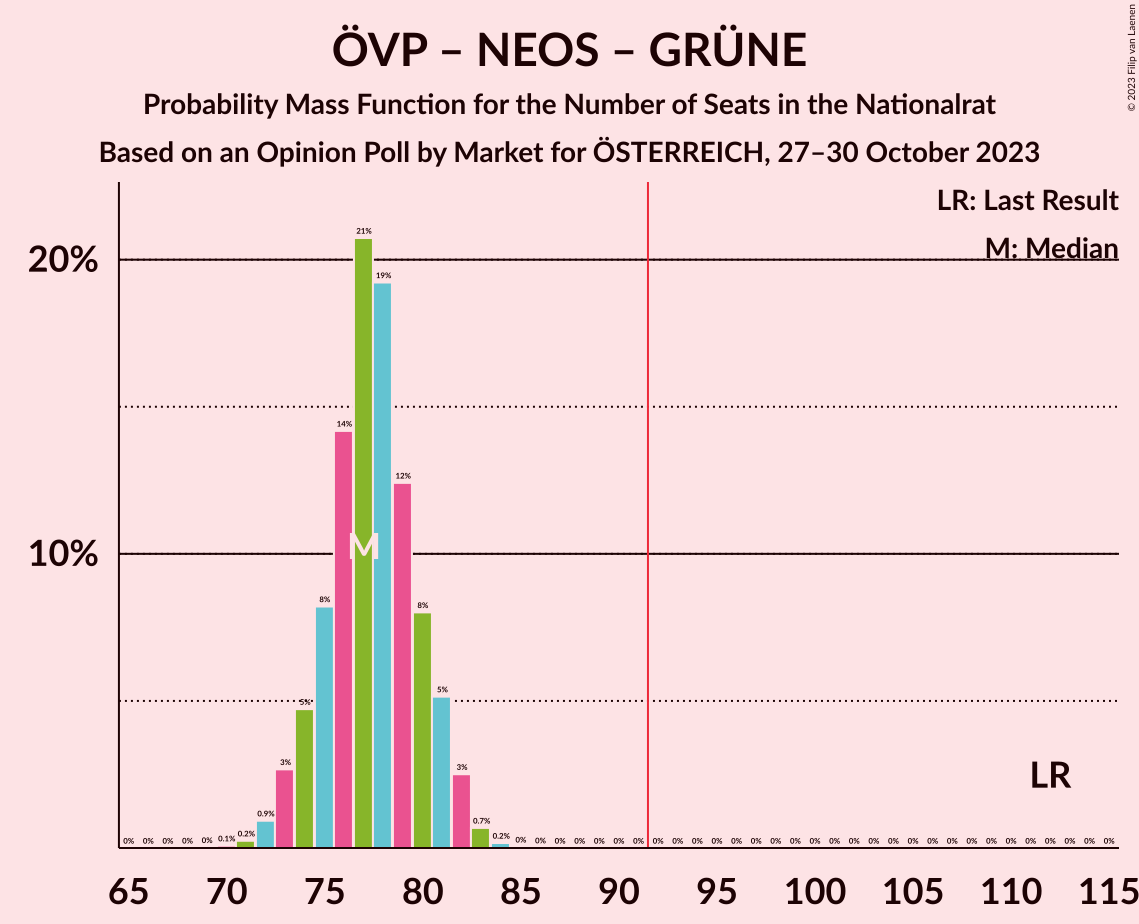 ÖVP – NEOS – GRÜNE
Probability Mass Function for the Number of Seats in the Nationalrat
Based on an Opinion Poll by Market for ÖSTERREICH, 27–30 October 2023
© 2023 Filip van Laenen
LR: Last Result
M: Median
20%
10%
0% 0% 0% 0% 0% 0.1% 0.2% 0.9% 3% 5% 8% 14% 21% 19% 12% 8% 5% 3% 0.7% 0.2% 0% 0% 0% 0% 0% 0% 0% 0% 0% 0% 0% 0% 0% 0% 0% 0% 0% 0% 0% 0% 0% 0% 0% 0% 0% 0% 0% 0% 0% 0% 0%
M
LR
65 70 75 80 85 90 95 100 105 110 115